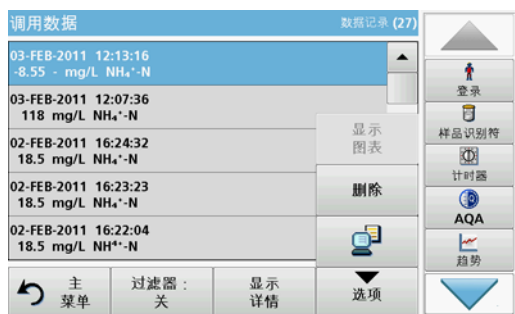 调用数据
数据记录 (27)
03-FEB-2011 12:13:16
-8.55 - mg/L NH₄⁺-N
03-FEB-2011 12:07:36
118 mg/L NH₄⁺-N
02-FEB-2011 16:24:32
18.5 mg/L NH₄⁺-N
02-FEB-2011 16:23:23
18.5 mg/L NH₄⁺-N
02-FEB-2011 16:22:04
18.5 mg/L NH⁴⁺-N
显示
图表
删除
主
菜单
过滤器：
关
显示
详情
选项
登录
样品识别符
计时器
AQA
趋势